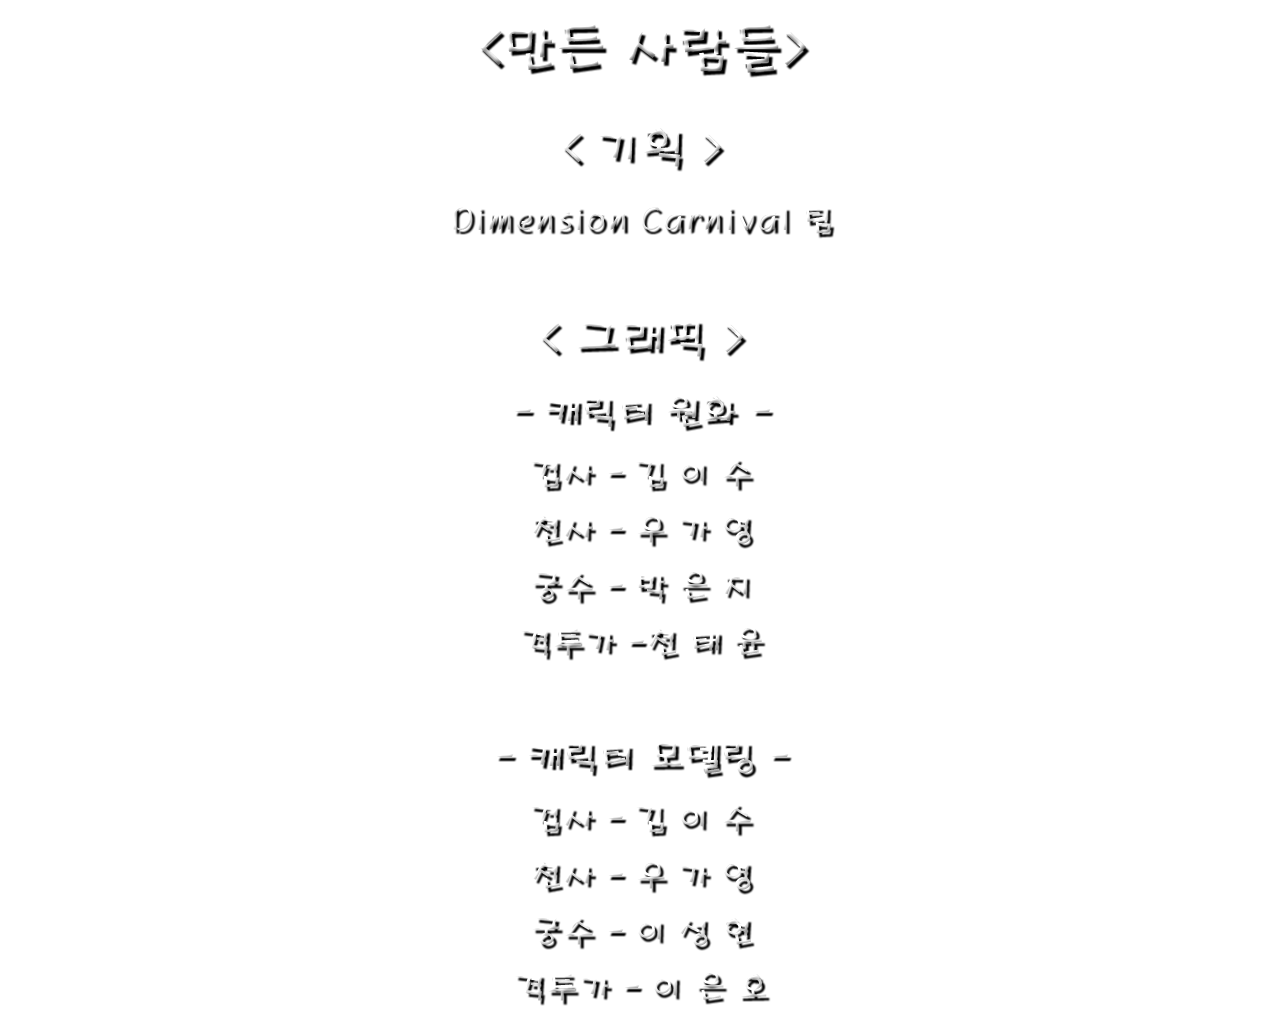 <만든 사람들>
< 기획 >
Dimension Carnival 팀
< 그래픽 >
- 캐릭터 원화 -
검사 - 김 이 수
천사 - 우 가 영
궁수 - 박 은 지
격투가 -천 태 윤
- 캐릭터 모델링 -
검사 - 김 이 수
천사 - 우 가 영
궁수 - 이 성 현
격투가 - 이 은 호